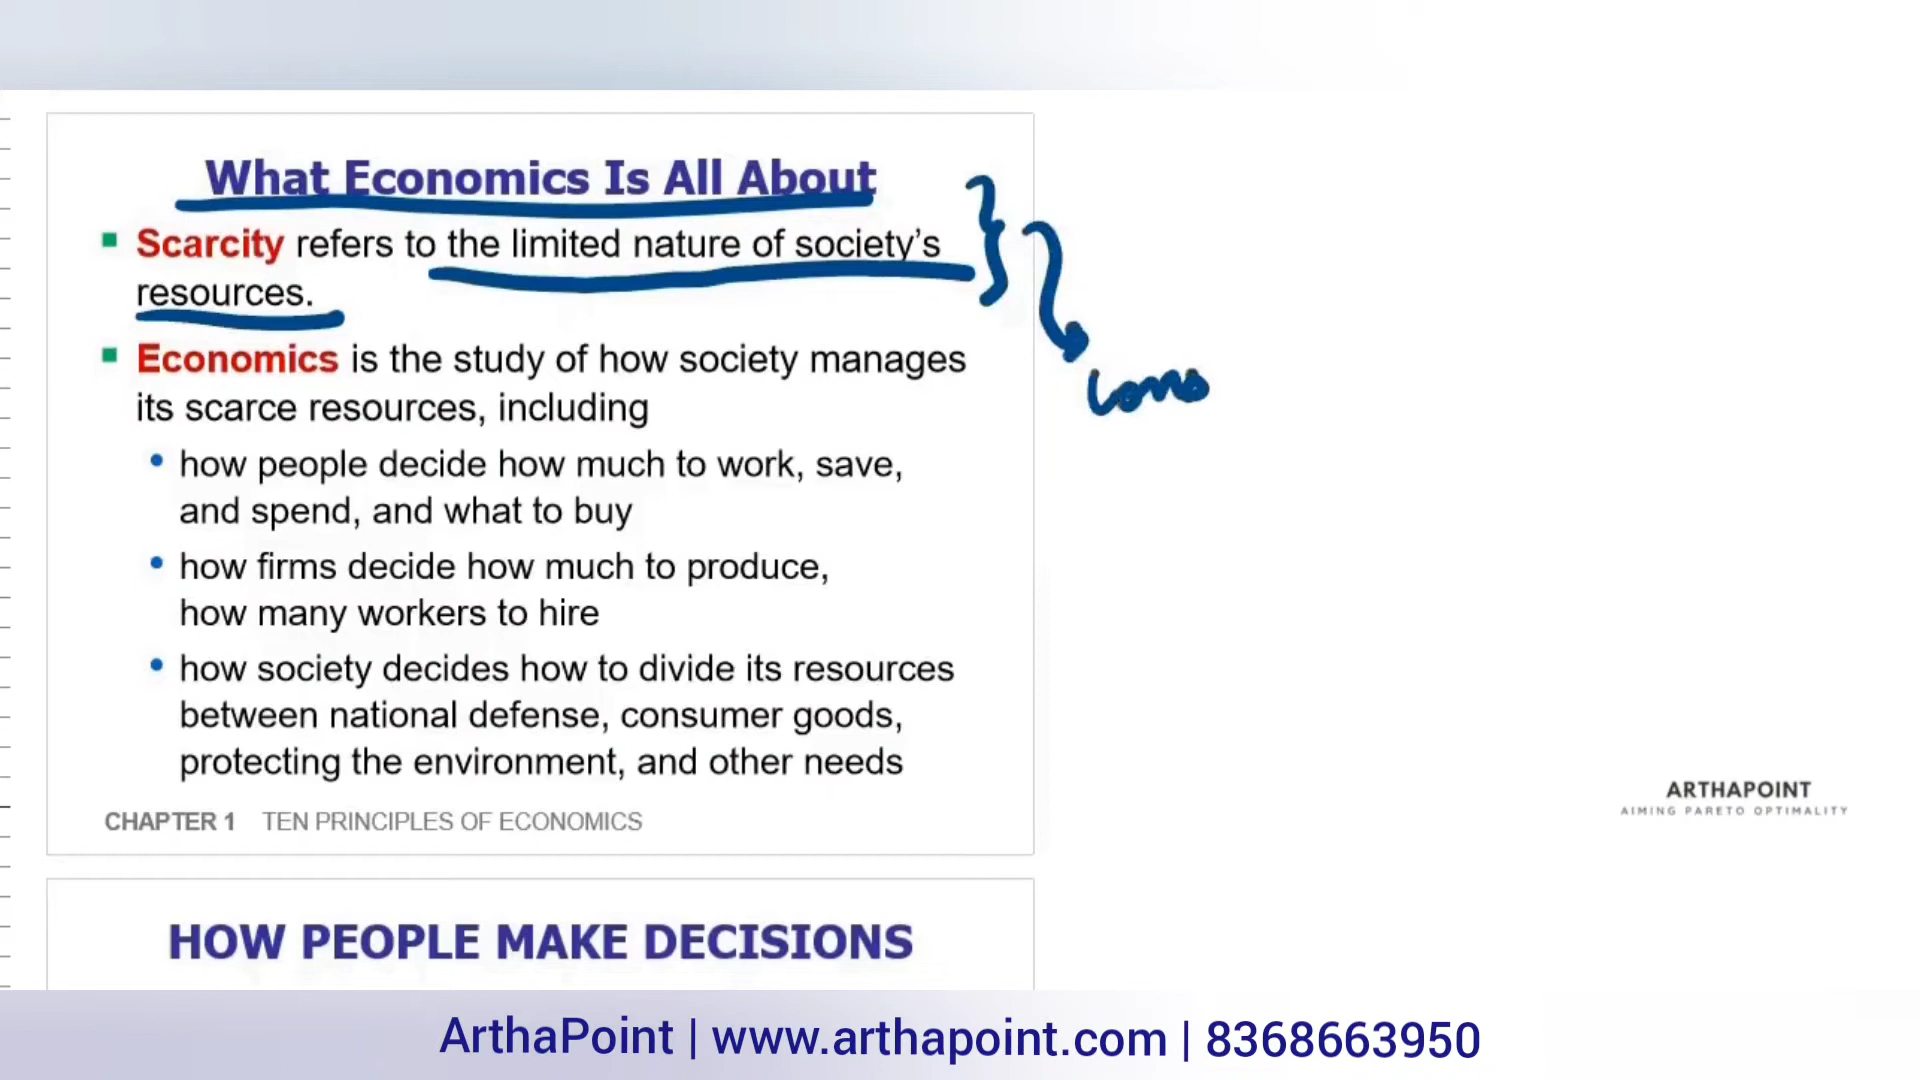 What Economics Is All About
Scarcity refers to the limited nature of society's
resources.
Economics is the study of how society manages
its scarce resources, including
how people decide how much to work, save,
and spend, and what to buy
how firms decide how much to produce,
how many workers to hire
how society decides how to divide its resources
between national defense, consumer goods,
protecting the environment, and other needs
CHAPTER 1 TEN PRINCIPLES OF ECONOMICS
ARTHAPOINT
AIMING PARETO OPTIMALITY
HOW PEOPLE MAKE DECISIONS
ArthaPoint | www.arthapoint.com | 8368663950